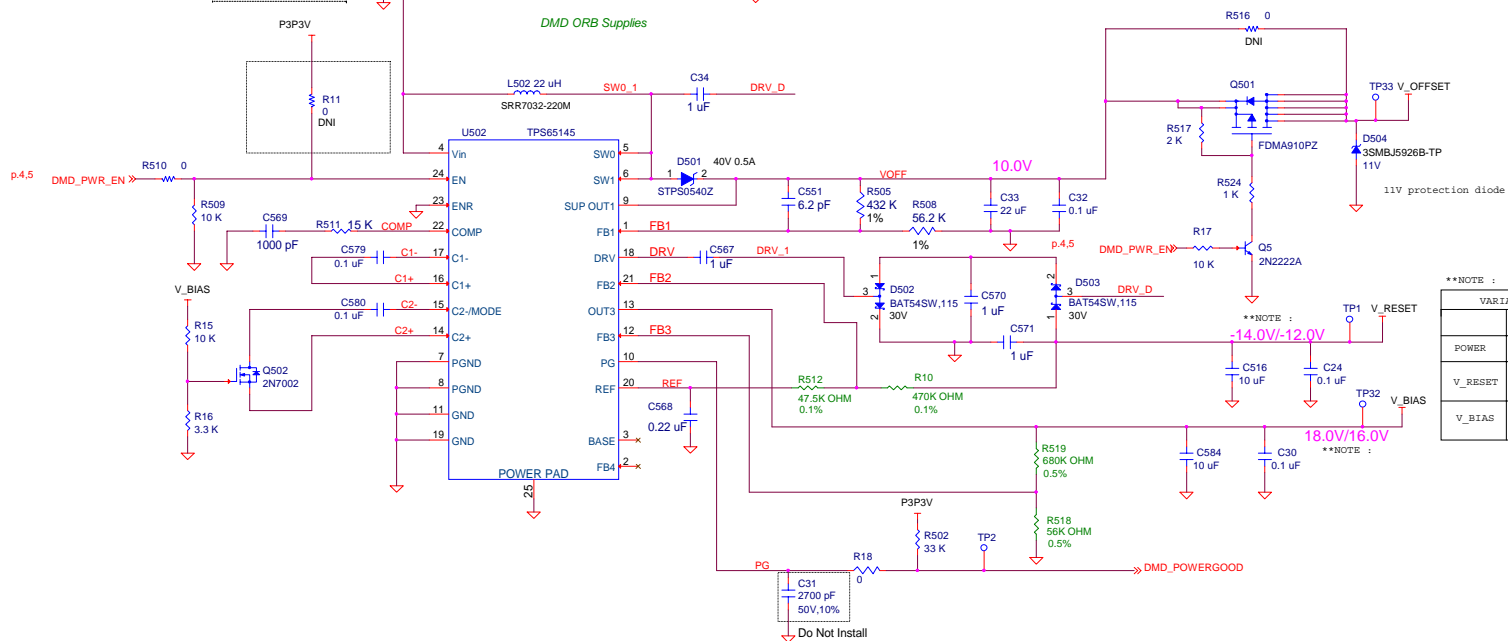 DMD ORB Supplies
P3P3V
R11
0
DNI
R510 0
p.4,5
DMD_PWR_EN
R509
10 K
C569
1000 pF
R511 15 K
COMP
C579
0.1 uF
C1-
C1+
V_BIAS
C580
0.1 uF
C2-
C2+
R15
10 K
Q502
2N7002
R16
3.3 K
L502 22 uH
SRR7032-220M
SW0_1
C34
1 uF
DRV_D
U502
TPS65145
4 Vin
24 EN
23 ENR
22 COMP
17 C1-
16 C1+
15 C2-/MODE
14 C2+
7 PGND
8 PGND
11 GND
19 GND
SW0 5
SW1 6
SUP OUT1 9
FB1 1
DRV 18
FB2 21
OUT3 13
FB3 12
PG 10
REF 20
BASE 3
FB4 2
POWER PAD
25
D501
1 2
40V 0.5A
STPS0540Z
VOFF
10.0V
C551
6.2 pF
R505
432 K
1%
R508
56.2 K
1%
C33
22 uF
C32
0.1 uF
FB1
DRV
C567
1 uF
DRV_1
FB2
FB3
REF
C568
0.22 uF
1
3
2
D502
BAT54SW,115
30V
C570
1 uF
C571
1 uF
2
3
1
D503
BAT54SW,115
30V
DRV_D
R512
47.5K OHM
0.1%
R10
470K OHM
0.1%
R516 0
DNI
Q501
FDMA910PZ
R517
2 K
R524
1 K
p.4,5
DMD_PWR_EN
R17
10 K
Q5
2N2222A
TP33 V_OFFSET
D504
3SMBJ5926B-TP
11V
11V protection diode
**NOTE :
-14.0V/-12.0V
TP1
V_RESET
C516
10 uF
C24
0.1 uF
TP32
V_BIAS
18.0V/16.0V
**NOTE :
C584
10 uF
C30
0.1 uF
R519
680K OHM
0.5%
R518
56K OHM
0.5%
P3P3V
R502
33 K
TP2
PG
R18
0
DMD_POWERGOOD
C31
2700 pF
50V,10%
Do Not Install
**NOTE :
POWER
V_RESET
V_BIAS